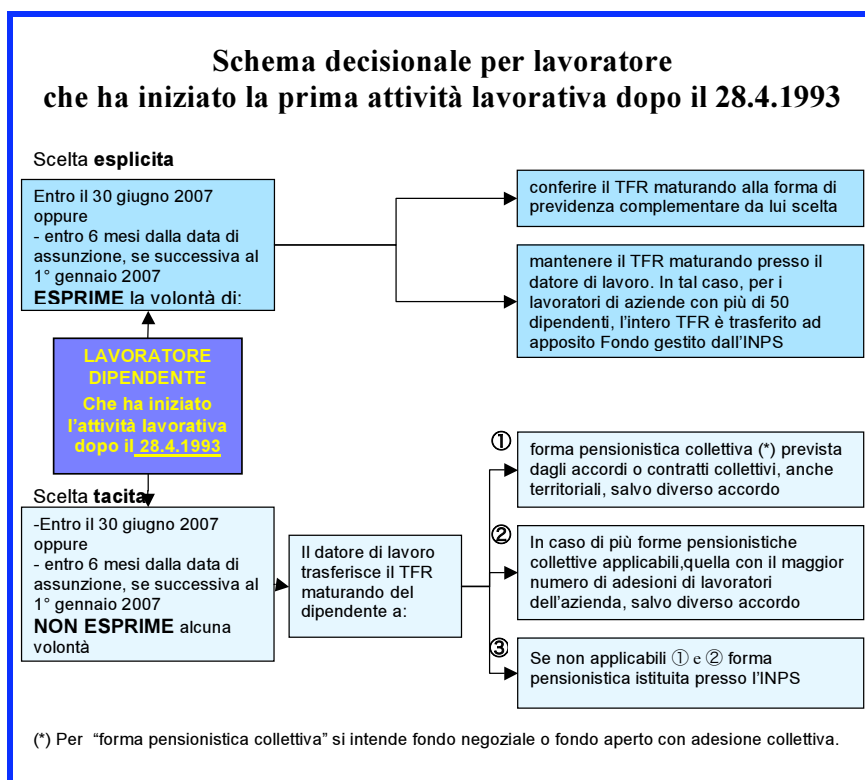 Schema decisionale per lavoratore
che ha iniziato la prima attività lavorativa dopo il 28.4.1993
Scelta esplicita
Entro il 30 giugno 2007
oppure
- entro 6 mesi dalla data di
assunzione, se successiva al
1° gennaio 2007
ESPRIME la volontà di:
conferire il TFR maturando alla forma di
previdenza complementare da lui scelta
mantenere il TFR maturando presso il
datore di lavoro. In tal caso, per i
lavoratori di aziende con più di 50
dipendenti, l'intero TFR è trasferito ad
apposito Fondo gestito dall'INPS
LAVORATORE
DIPENDENTE
Che ha iniziato
l'attività lavorativa
dopo il 28.4.1993
Scelta tacita
-Entro il 30 giugno 2007
oppure
- entro 6 mesi dalla data di
assunzione, se successiva al
1° gennaio 2007
NON ESPRIME alcuna
volontà
Il datore di lavoro
trasferisce il TFR
maturando del
dipendente a:
①
forma pensionistica collettiva (*) prevista
dagli accordi o contratti collettivi, anche
territoriali, salvo diverso accordo
②
In caso di più forme pensionistiche
collettive applicabili,quella con il maggior
numero di adesioni di lavoratori
dell'azienda, salvo diverso accordo
③
Se non applicabili ① e ② forma
pensionistica istituita presso l'INPS
(*) Per "forma pensionistica collettiva" si intende fondo negoziale o fondo aperto con adesione collettiva.